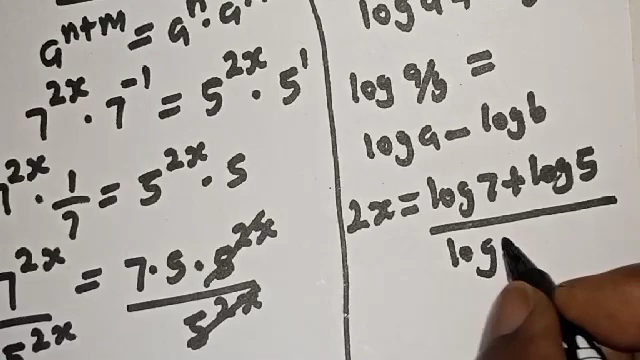 a^{n+m} = a^n · a
7^{2x} · 7^{-1} = 5^{2x} · 5^1
7^{2x} · 1/7 = 5^{2x} · 5
7^{2x}/5^{2x} = 7·5·5^{2x}/5^{2x}
log a/b =
log a - log b
2x = log 7 + log 5
log